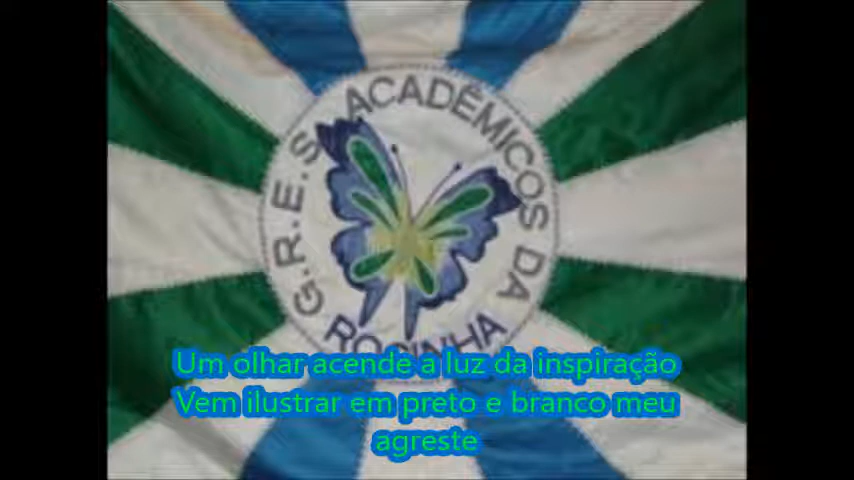 G.R.E.S. ACADÊMICOS DA
ROCINHA
Um olhar acende a luz da inspiração
Vem ilustrar em preto e branco meu
agreste